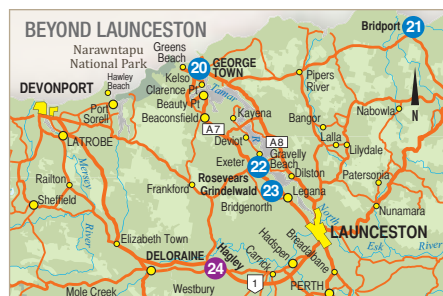 BEYOND LAUNCESTON
Bridport 21
Narawntapu
National Park
Greens
Beach
20 GEORGE
TOWN
Hawley
Beach
Kelso
Clarence Pt
Beauty Pt
Tamar
Pipers
River
DEVONPORT
Port
Sorell
Beaconsfield
Kayena
Bangor
Nabowla
N
A7
R
A8
LATROBE
Deviot
Lalla
Lilydale
Mersey
River
Exeter
22
Gravelly
Beach
Railton
Frankford
Roseyears
Grindelwald
23
Dilston
Legana
Patersonia
Sheffield
Bridgenorth
North
Esk
River
Nunamara
LAUNCESTON
Elizabeth Town
Hadspen
Breadalbane
DELORAINE
24
Hagley
Carrick
1
Mole Creek
Westbury
PERTH